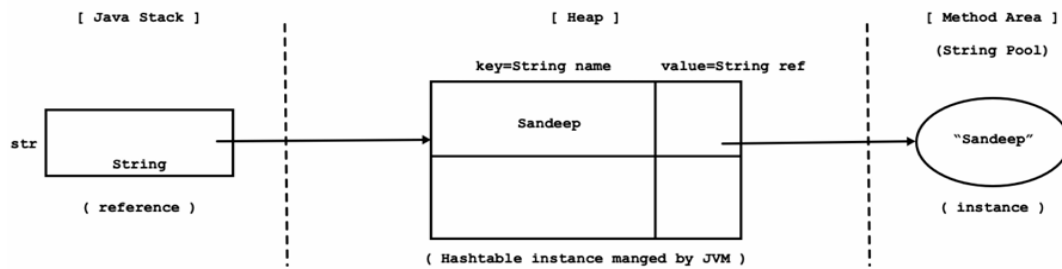 [ Java Stack ]
[ Heap ]
[ Method Area ]
(String Pool)
key=String name
value=String ref
str
String
Sandeep
“Sandeep”
( reference )
( instance )
( Hashtable instance manged by JVM )